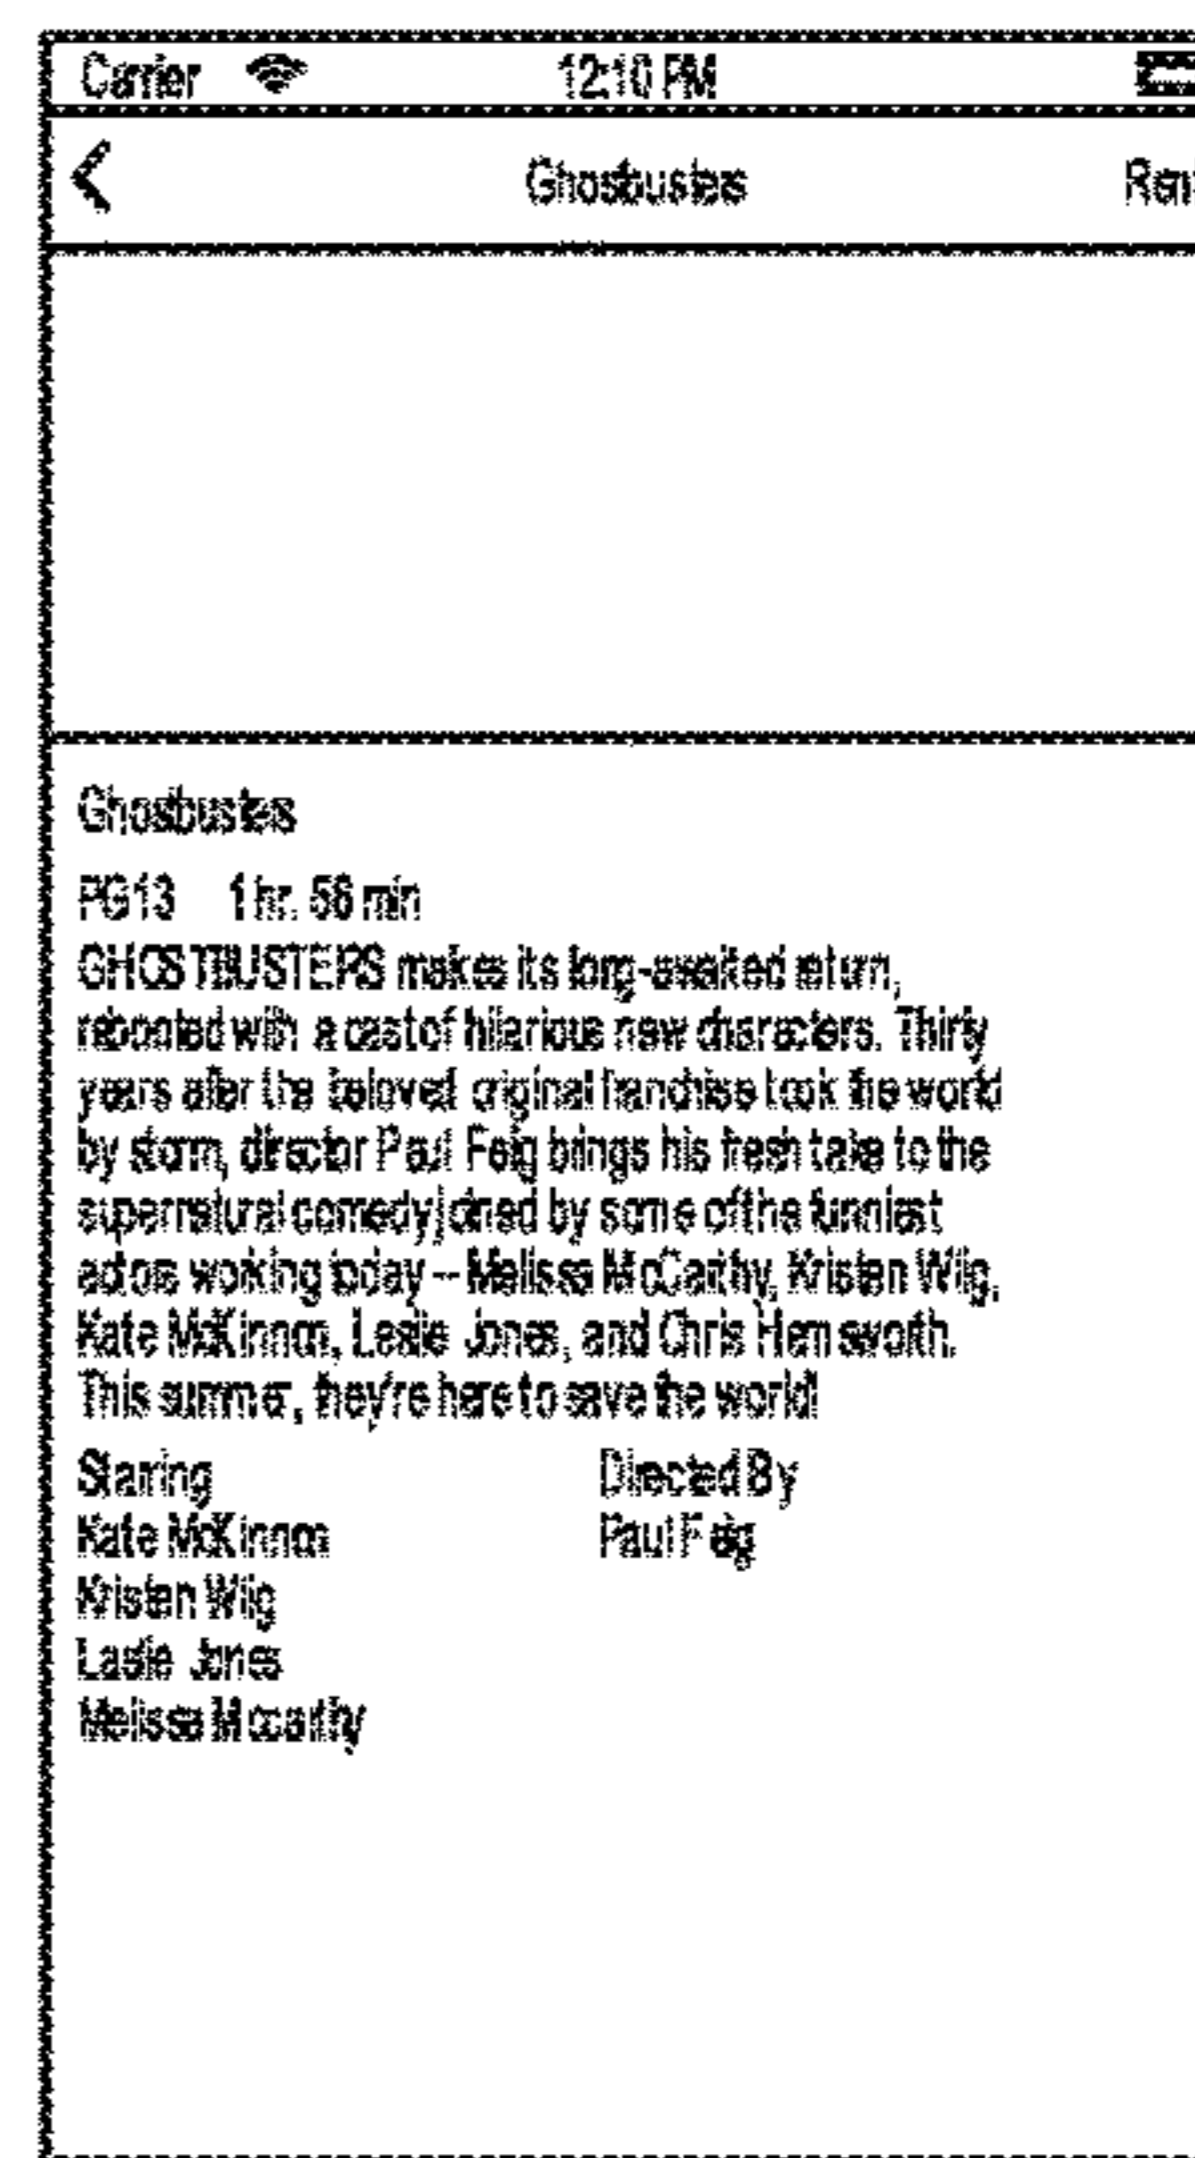 Carrier 12:10 PM
Ghostbusters Rent
Ghostbusters
PG13 1 hr. 56 min
GHOSTBUSTERS makes its long-awaited return,
rebooted with a cast of hilarious new characters. Thirty
years after the beloved original franchise took the world
by storm, director Paul Feig brings his fresh take to the
supernatural comedy, joined by some of the funniest
actors working today -- Melissa McCarthy, Kristen Wiig,
Kate McKinnon, Leslie Jones, and Chris Hemsworth.
This summer, they're here to save the world!
Starring Directed By
Kate McKinnon Paul Feig
Kristen Wiig
Leslie Jones
Melissa Mccarthy